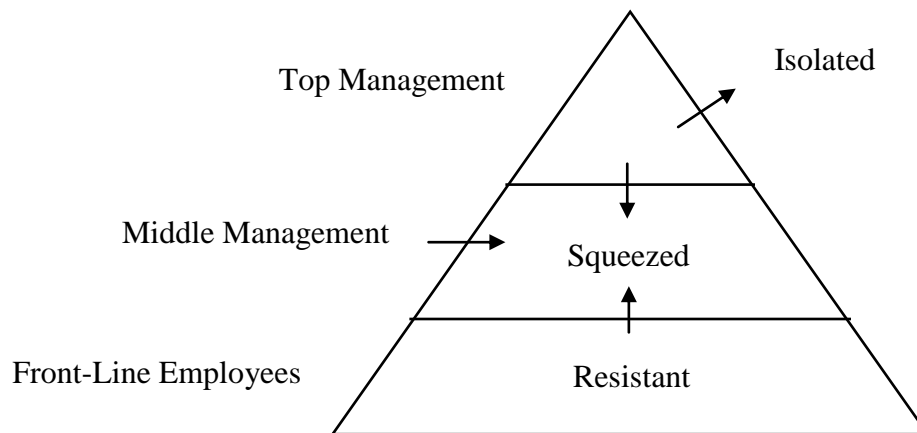 Isolated
Top Management
Middle Management
Squeezed
Front-Line Employees
Resistant